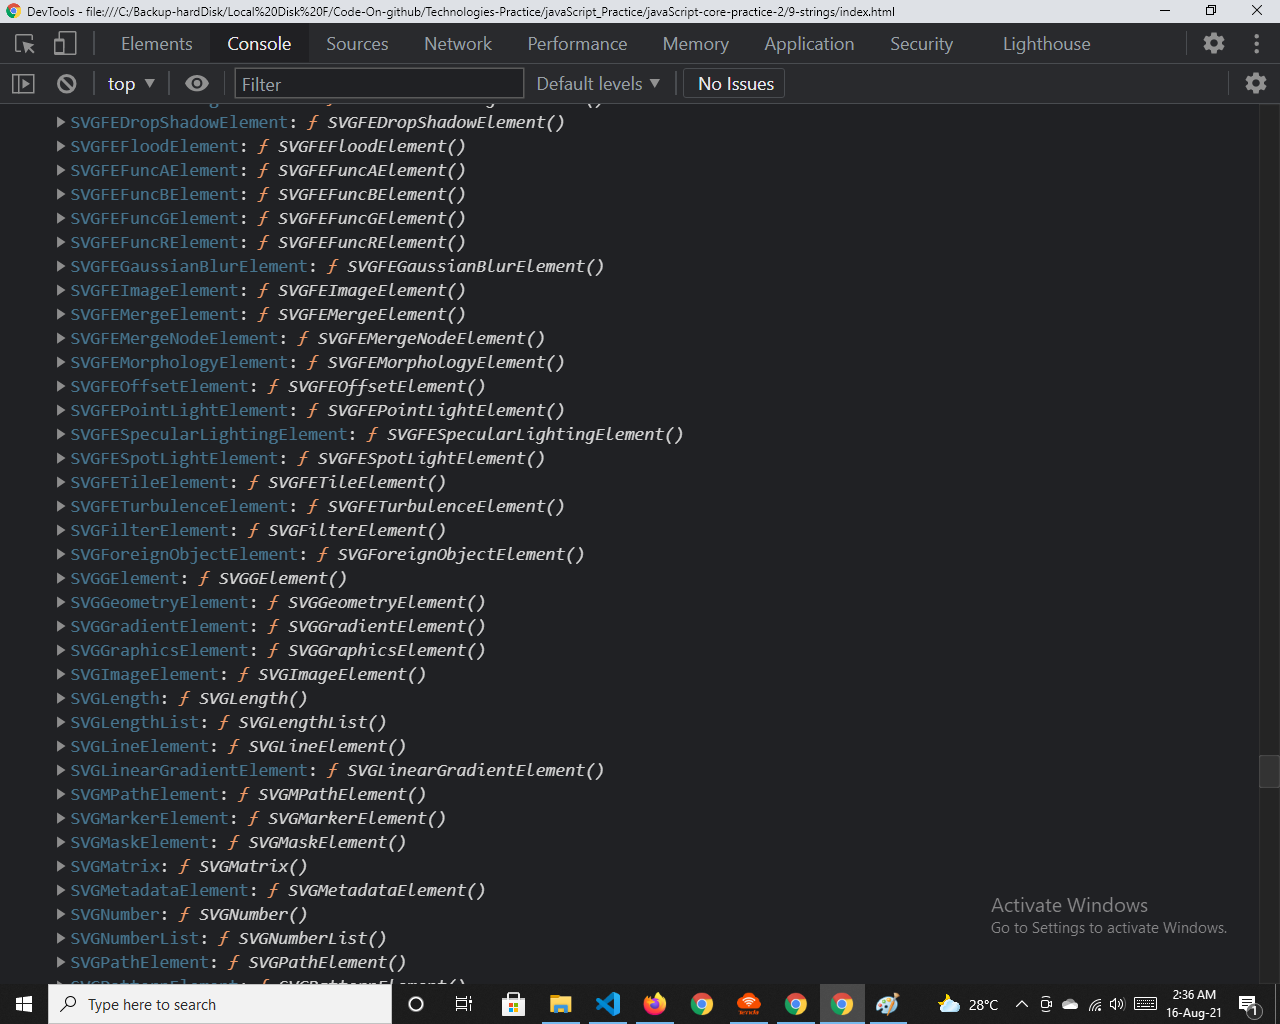 DevTools - file:///C:/Backup-hardDisk/Local%20Disk%20F/Code-On-github/Technologies-Practice/javaScript_Practice/javaScript-core-practice-2/9-strings/index.html
Elements Console Sources Network Performance Memory Application Security Lighthouse
top ▼ Filter Default levels ▼ No Issues
▶ SVGFEDropShadowElement: ƒ SVGFEDropShadowElement()
▶ SVGFEFloodElement: ƒ SVGFEFloodElement()
▶ SVGFEFuncAElement: ƒ SVGFEFuncAElement()
▶ SVGFEFuncBElement: ƒ SVGFEFuncBElement()
▶ SVGFEFuncGElement: ƒ SVGFEFuncGElement()
▶ SVGFEFuncRElement: ƒ SVGFEFuncRElement()
▶ SVGFEGaussianBlurElement: ƒ SVGFEGaussianBlurElement()
▶ SVGFEImageElement: ƒ SVGFEImageElement()
▶ SVGFEMergeElement: ƒ SVGFEMergeElement()
▶ SVGFEMergeNodeElement: ƒ SVGFEMergeNodeElement()
▶ SVGFEMorphologyElement: ƒ SVGFEMorphologyElement()
▶ SVGFEOffsetElement: ƒ SVGFEOffsetElement()
▶ SVGFEPointLightElement: ƒ SVGFEPointLightElement()
▶ SVGFESpecularLightingElement: ƒ SVGFESpecularLightingElement()
▶ SVGFESpotLightElement: ƒ SVGFESpotLightElement()
▶ SVGFETileElement: ƒ SVGFETileElement()
▶ SVGFETurbulenceElement: ƒ SVGFETurbulenceElement()
▶ SVGFilterElement: ƒ SVGFilterElement()
▶ SVGForeignObjectElement: ƒ SVGForeignObjectElement()
▶ SVGGElement: ƒ SVGGElement()
▶ SVGGeometryElement: ƒ SVGGeometryElement()
▶ SVGGradientElement: ƒ SVGGradientElement()
▶ SVGGraphicsElement: ƒ SVGGraphicsElement()
▶ SVGImageElement: ƒ SVGImageElement()
▶ SVGLength: ƒ SVGLength()
▶ SVGLengthList: ƒ SVGLengthList()
▶ SVGLineElement: ƒ SVGLineElement()
▶ SVGLinearGradientElement: ƒ SVGLinearGradientElement()
▶ SVGMPathElement: ƒ SVGMPathElement()
▶ SVGMarkerElement: ƒ SVGMarkerElement()
▶ SVGMaskElement: ƒ SVGMaskElement()
▶ SVGMatrix: ƒ SVGMatrix()
▶ SVGMetadataElement: ƒ SVGMetadataElement()
▶ SVGNumber: ƒ SVGNumber()
▶ SVGNumberList: ƒ SVGNumberList()
▶ SVGPathElement: ƒ SVGPathElement()
Activate Windows
Go to Settings to activate Windows.
Type here to search
28°C
2:36 AM
16-Aug-21
1